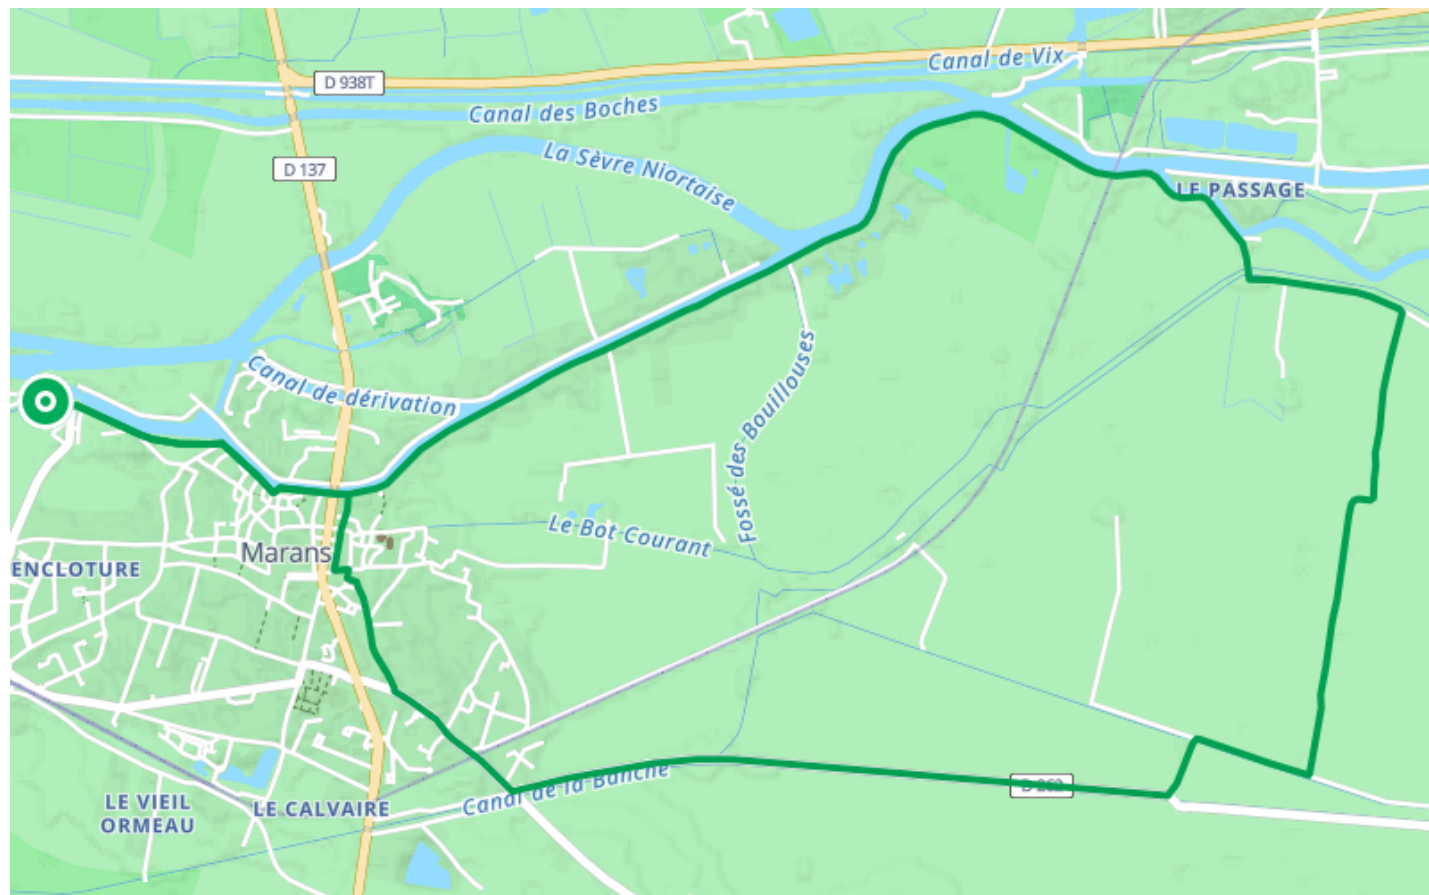 Canal de Vix
D 938T
Canal des Boches
La Sèvre Niortaise
D 137
LE PASSAGE
Canal de dérivation
Fossé des Bouillouses
Le Bot Courant
Marans
ENCLOTURE
Canal de la Banche
D 262
LE VIEIL
ORMEAU
LE CALVAIRE